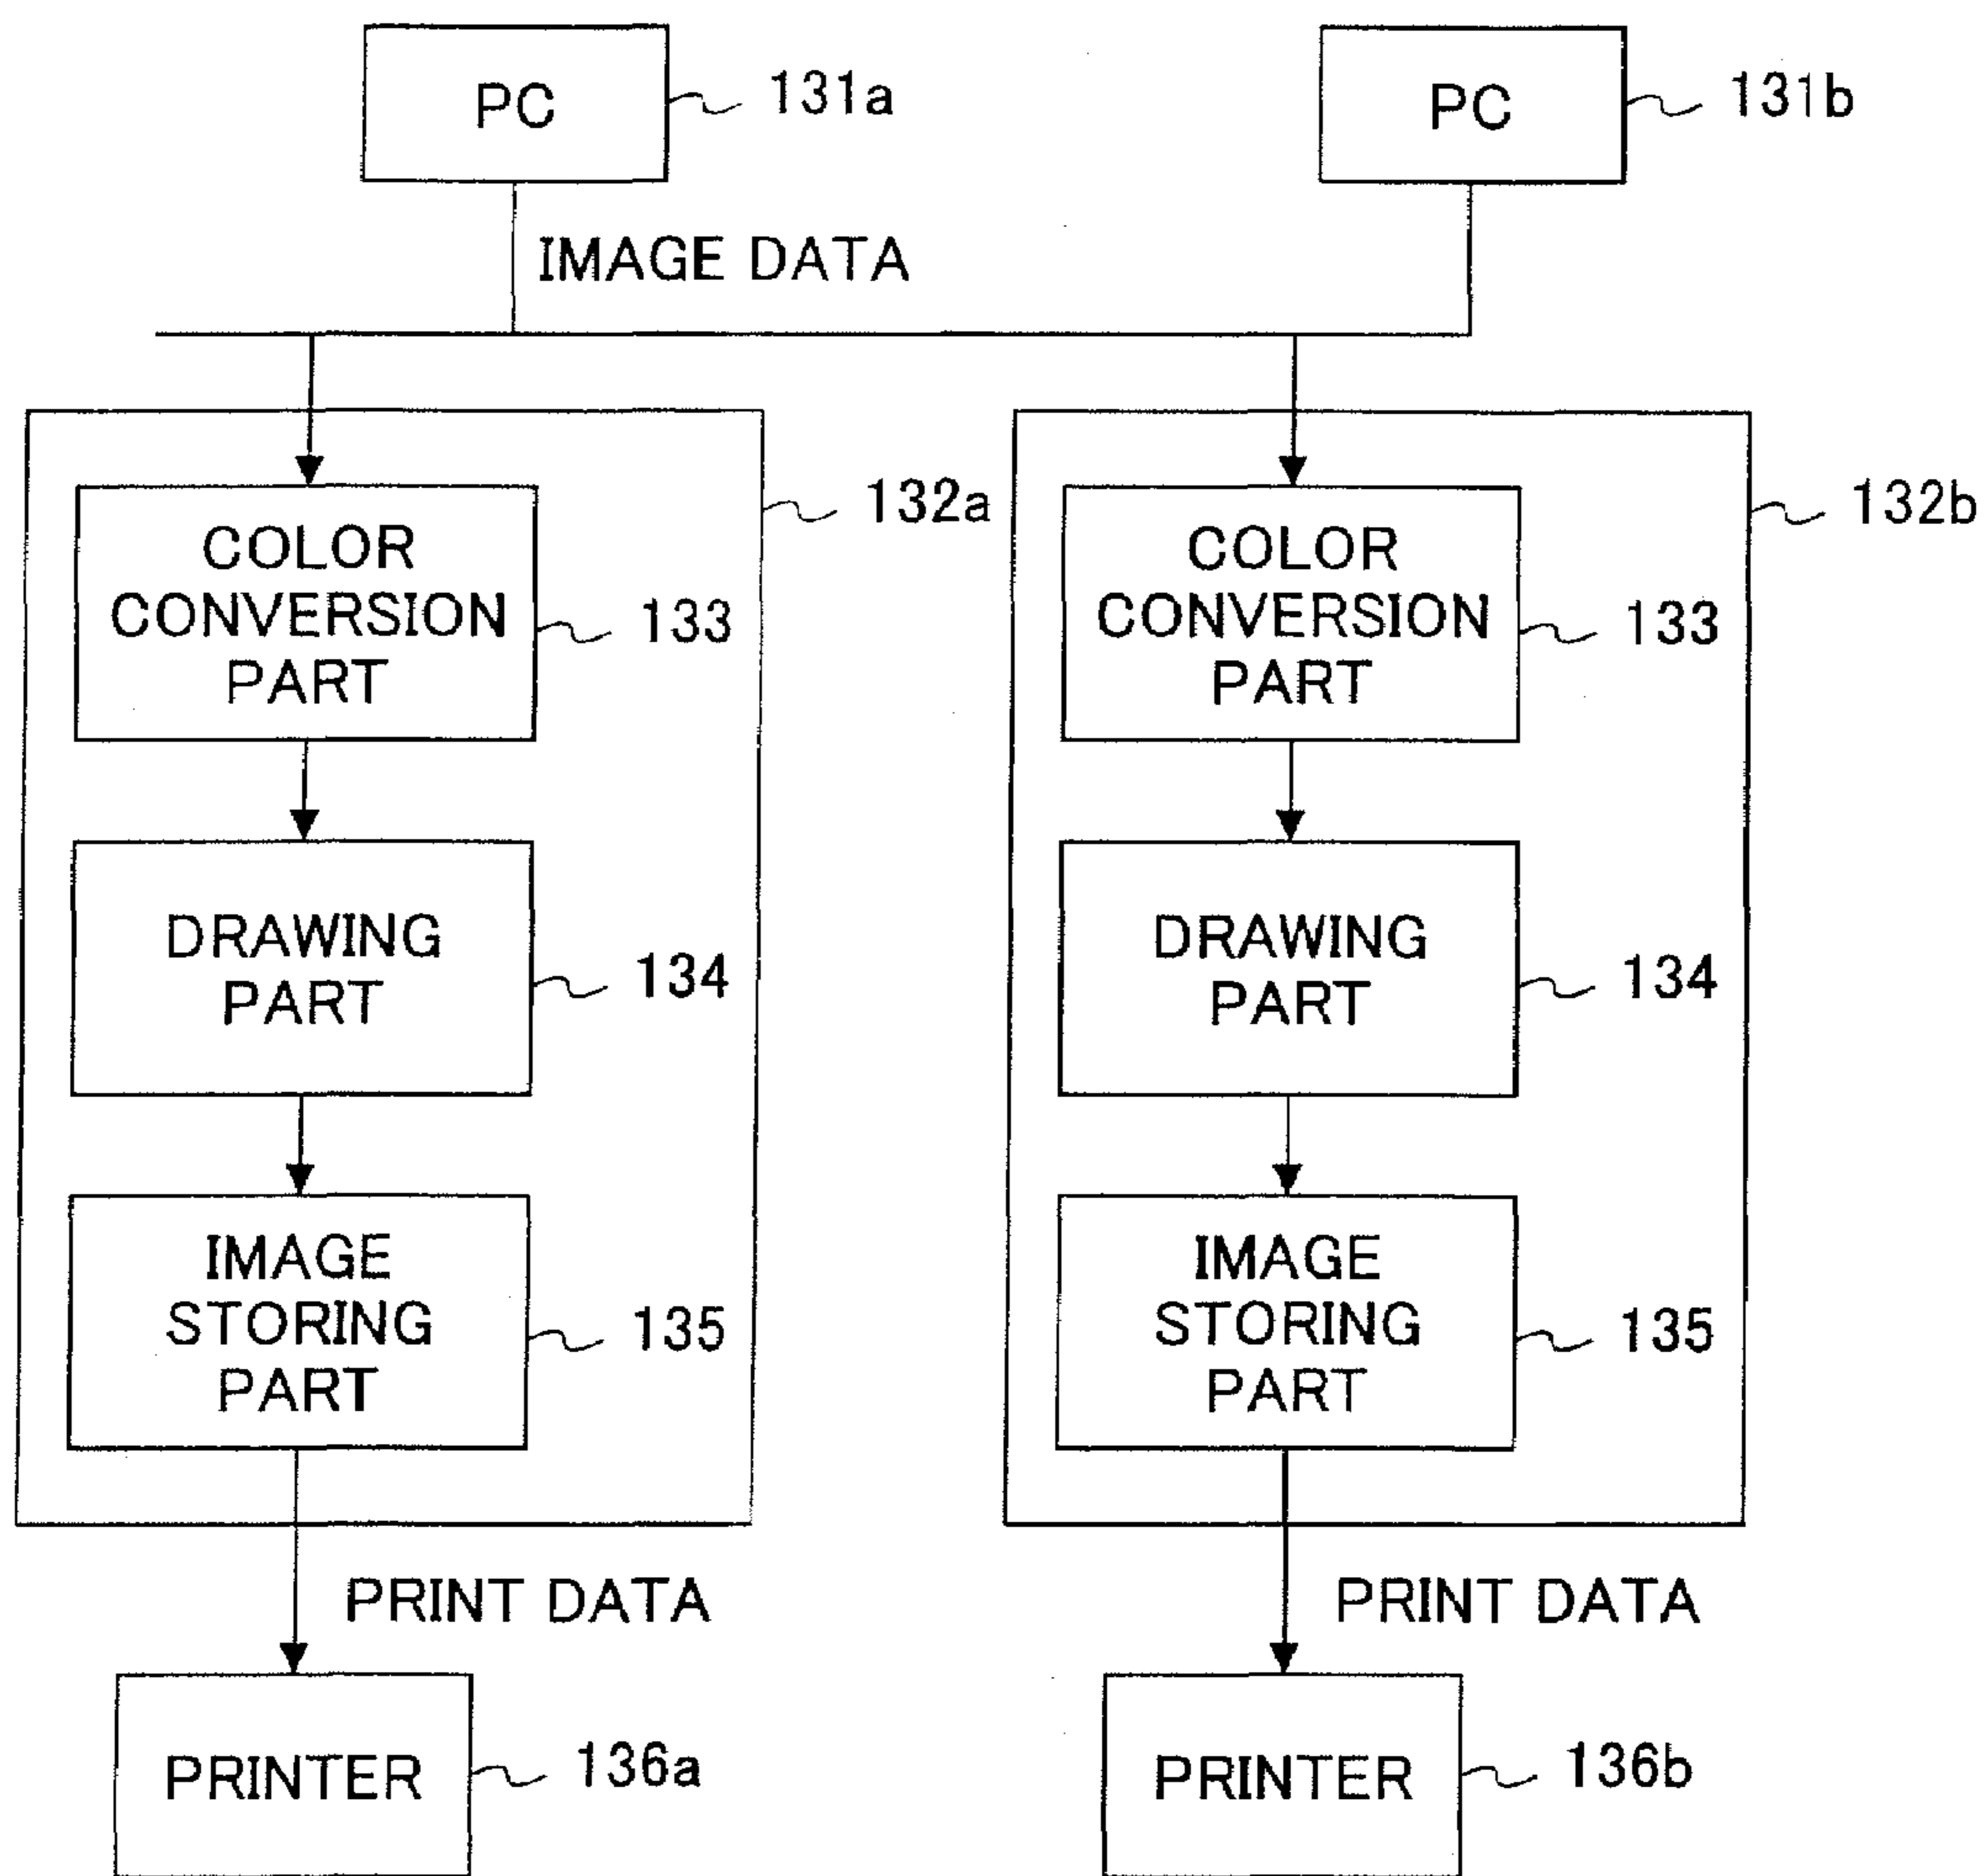 PC
131a
PC
131b
IMAGE DATA
132a
132b
COLOR
CONVERSION
PART
133
COLOR
CONVERSION
PART
133
DRAWING
PART
134
DRAWING
PART
134
IMAGE
STORING
PART
135
IMAGE
STORING
PART
135
PRINT DATA
PRINT DATA
PRINTER
136a
PRINTER
136b